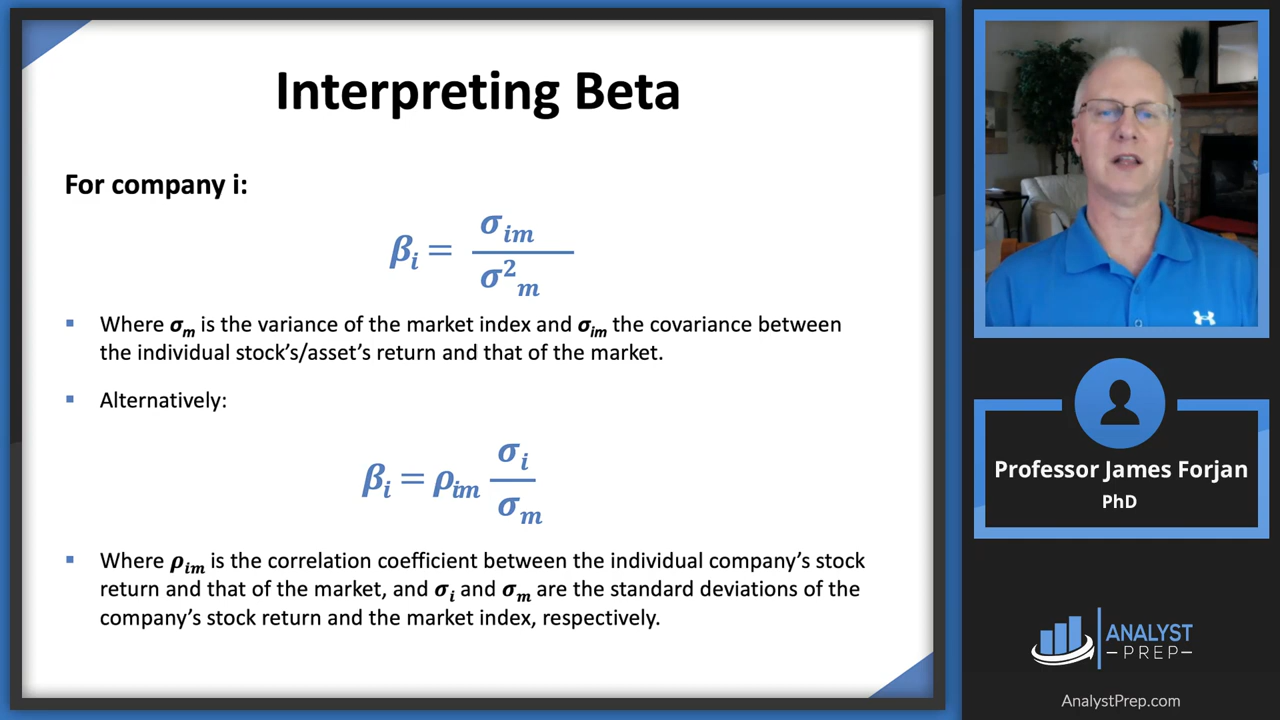 Interpreting Beta
For company i:
βᵢ = σᵢₘ / σ²ₘ
Where σₘ is the variance of the market index and σᵢₘ the covariance between
the individual stock’s/asset’s return and that of the market.
Alternatively:
βᵢ = ρᵢₘ σᵢ / σₘ
Where ρᵢₘ is the correlation coefficient between the individual company’s stock
return and that of the market, and σᵢ and σₘ are the standard deviations of the
company’s stock return and the market index, respectively.
Professor James Forjan
PhD
ANALYST
PREP
AnalystPrep.com